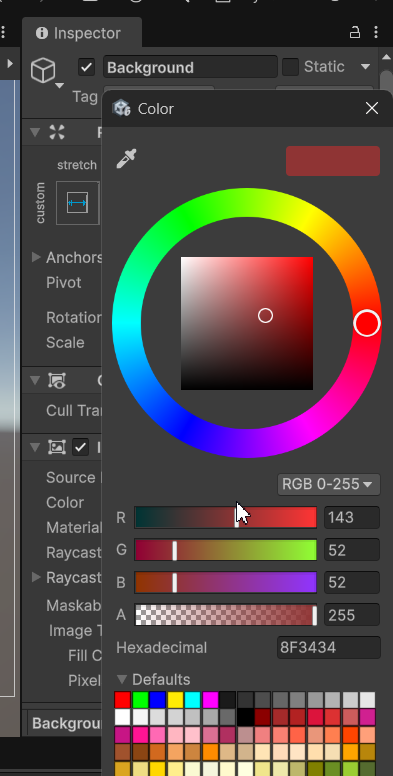 Inspector
Background
Static
Tag
Color
stretch
custom
Anchors
Pivot
Rotation
Scale
Cull Tra
Source
Color
Material
Raycast
Raycast
Maskab
Image T
Fill C
Pixel
RGB 0-255
R 143
G 52
B 52
A 255
Hexadecimal 8F3434
Defaults
Backgrou